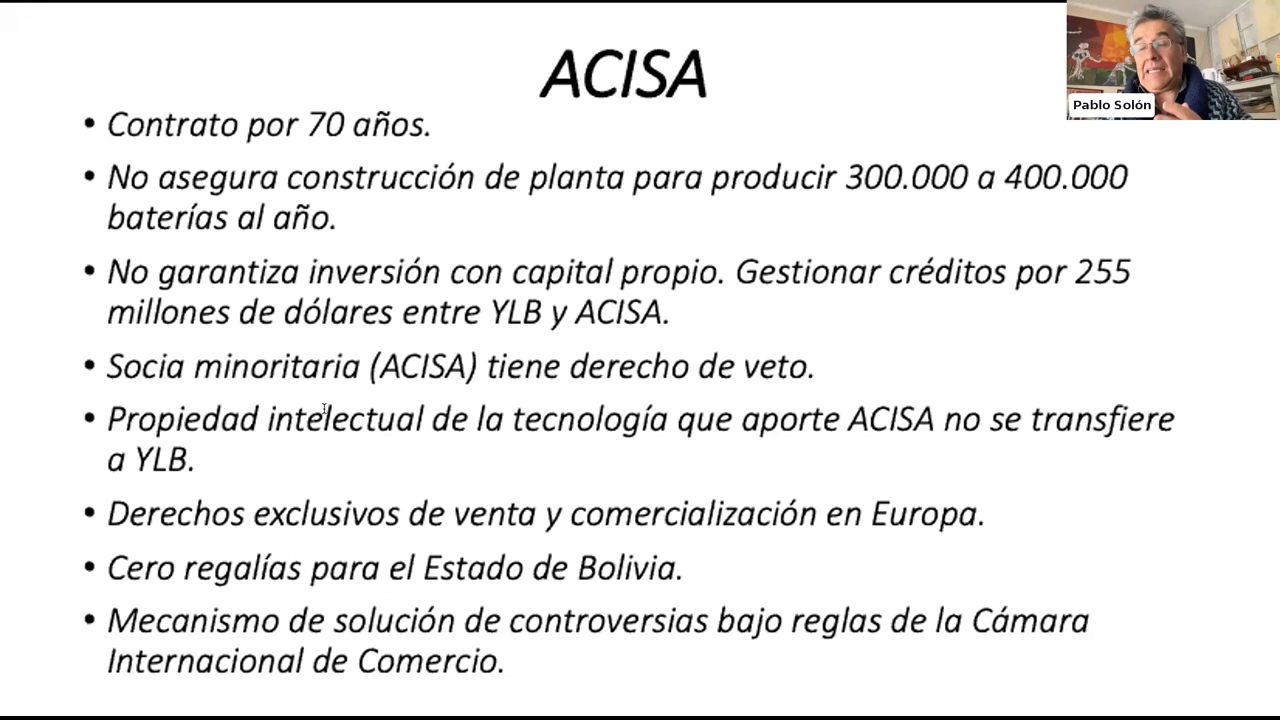 ACISA
Pablo Solón
• Contrato por 70 años.
• No asegura construcción de planta para producir 300.000 a 400.000
baterías al año.
• No garantiza inversión con capital propio. Gestionar créditos por 255
millones de dólares entre YLB y ACISA.
• Socia minoritaria (ACISA) tiene derecho de veto.
• Propiedad intelectual de la tecnología que aporte ACISA no se transfiere
a YLB.
• Derechos exclusivos de venta y comercialización en Europa.
• Cero regalías para el Estado de Bolivia.
• Mecanismo de solución de controversias bajo reglas de la Cámara
Internacional de Comercio.